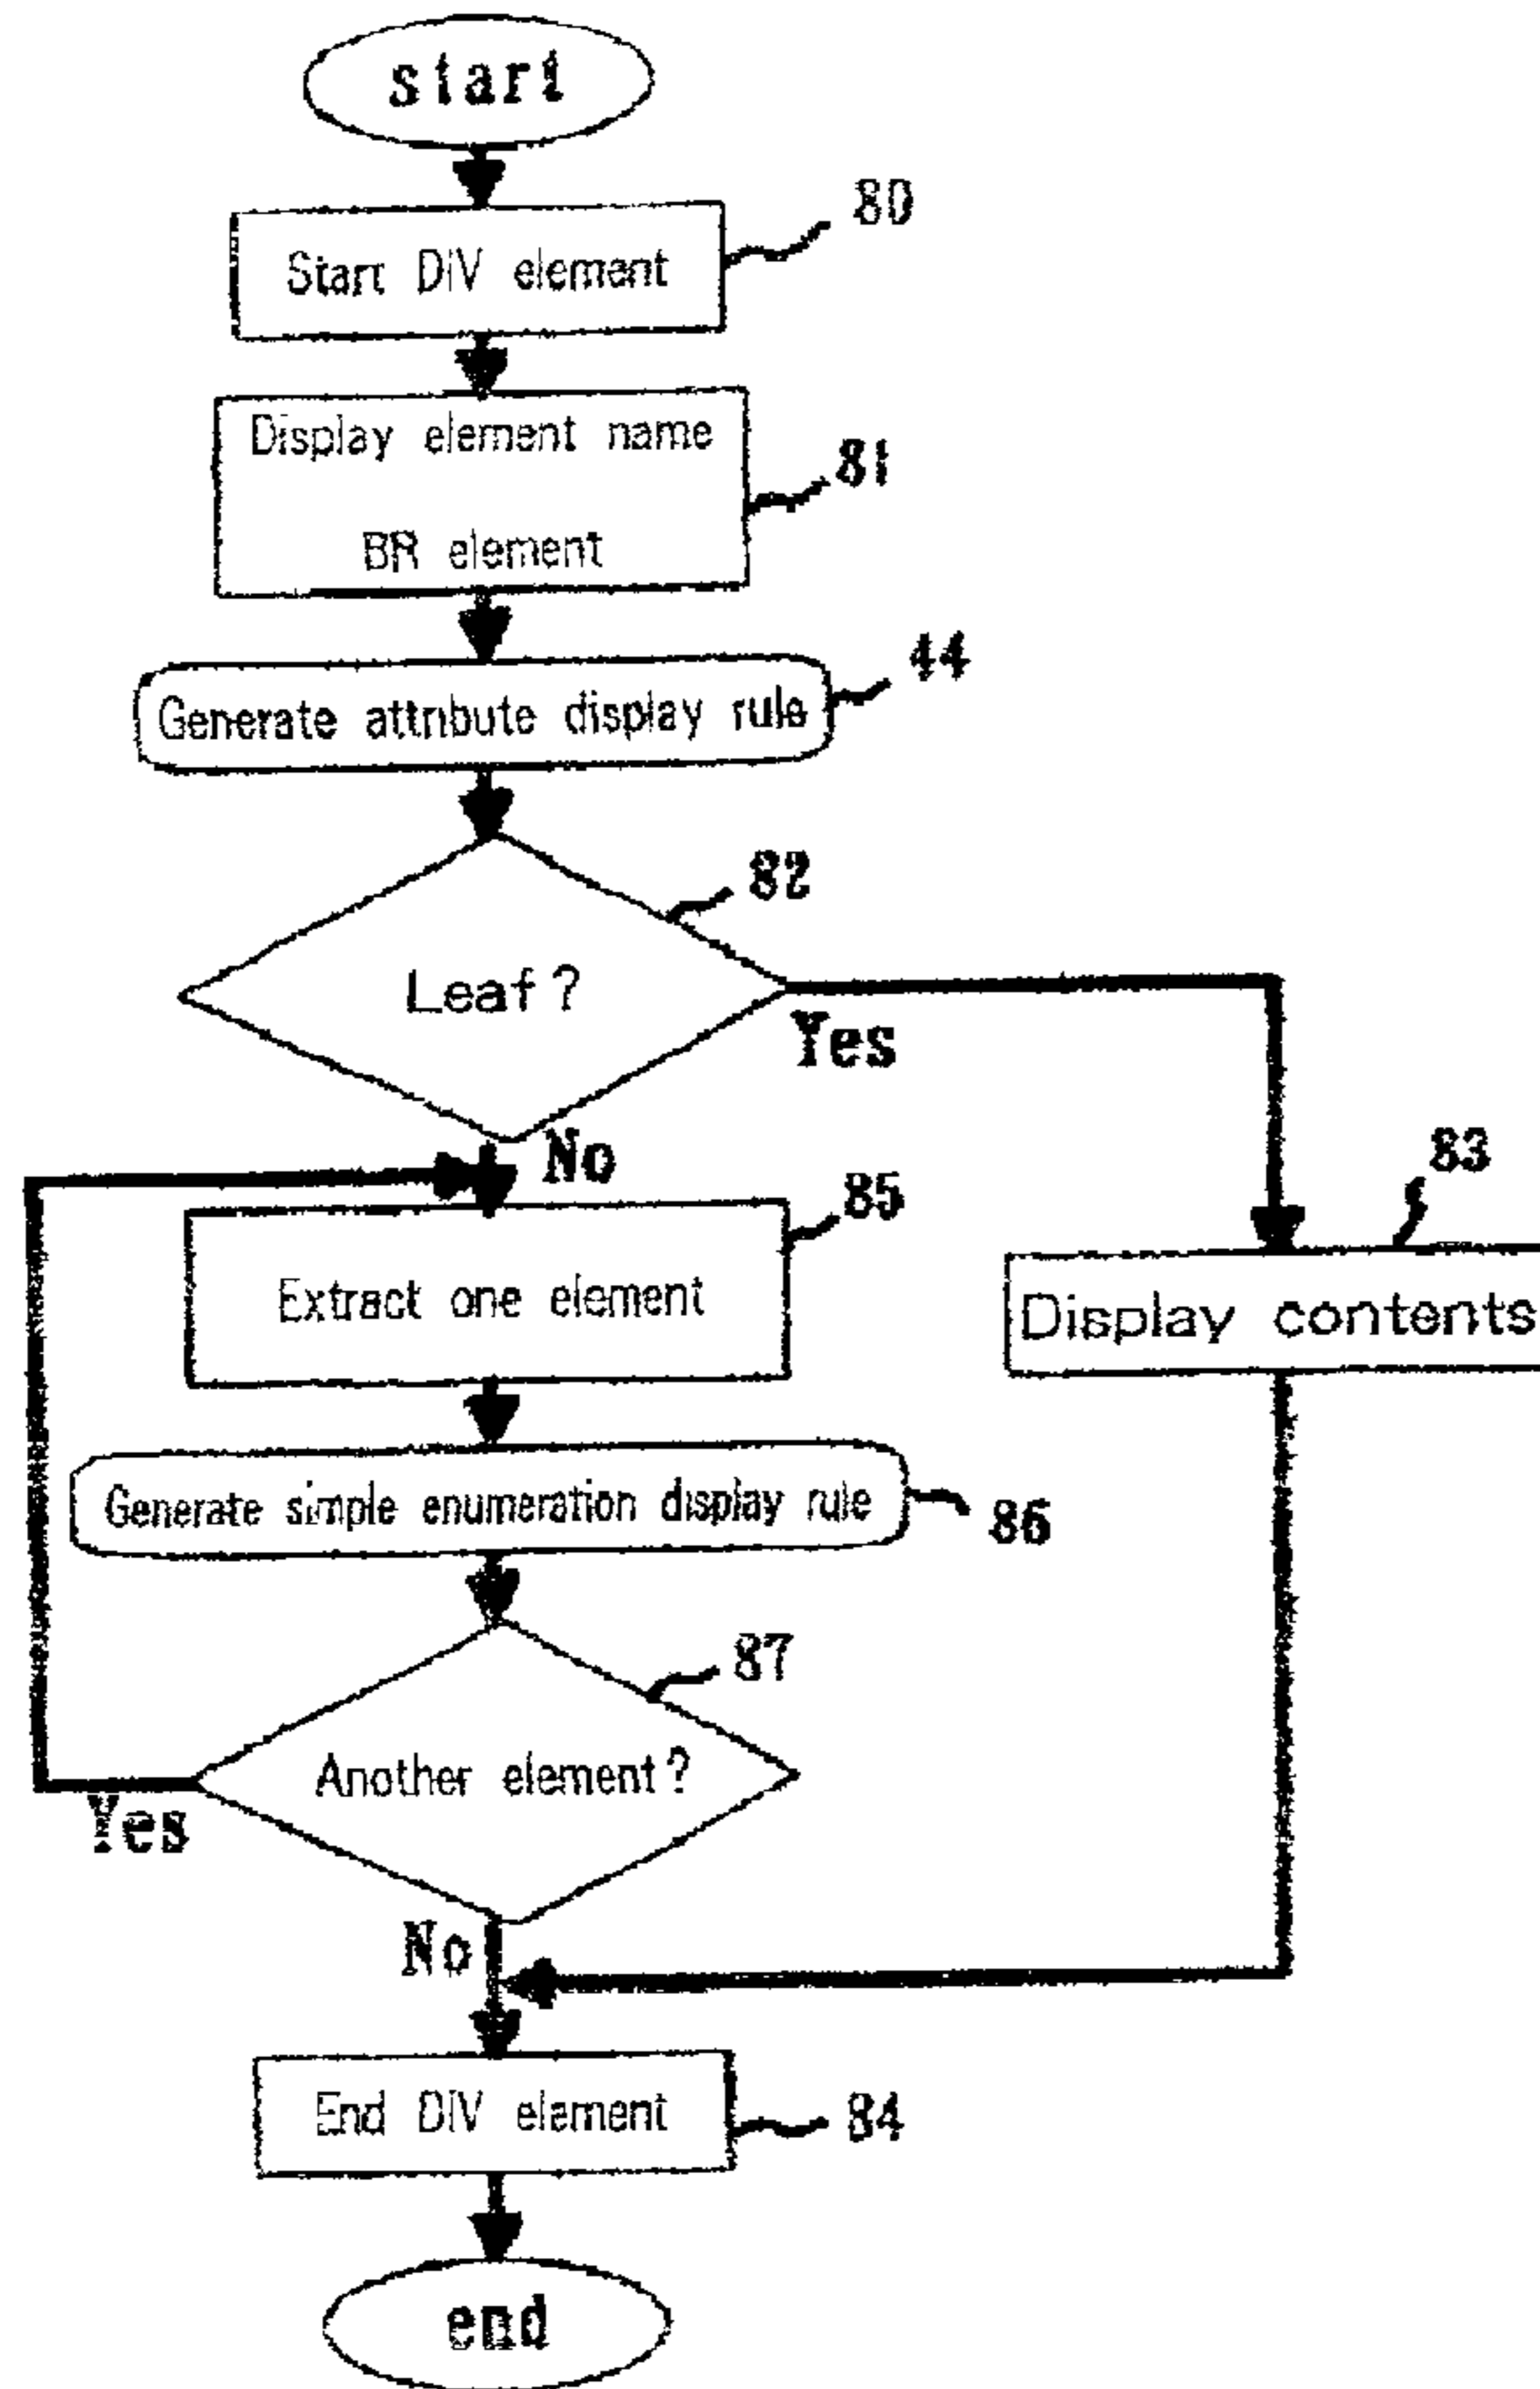 start
80
Start DIV element
Display element name
81
BR element
44
Generate attribute display rule
82
Leaf?
Yes
No
83
85
Extract one element
Display contents
Generate simple enumeration display rule
86
87
Another element?
Yes
No
End DIV element
84
end